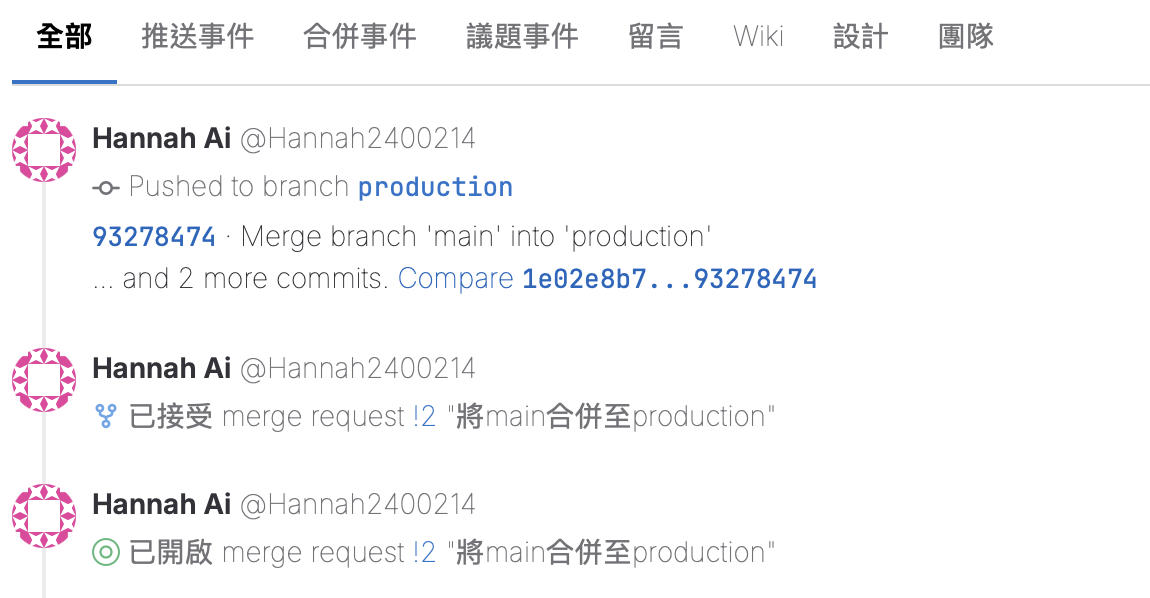 全部 推送事件 合併事件 議題事件 留言 Wiki 設計 團隊
Hannah Ai @Hannah2400214
Pushed to branch production
93278474 · Merge branch 'main' into 'production'
... and 2 more commits. Compare 1e02e8b7...93278474
Hannah Ai @Hannah2400214
已接受 merge request !2 "將main合併至production"
Hannah Ai @Hannah2400214
已開啟 merge request !2 "將main合併至production"